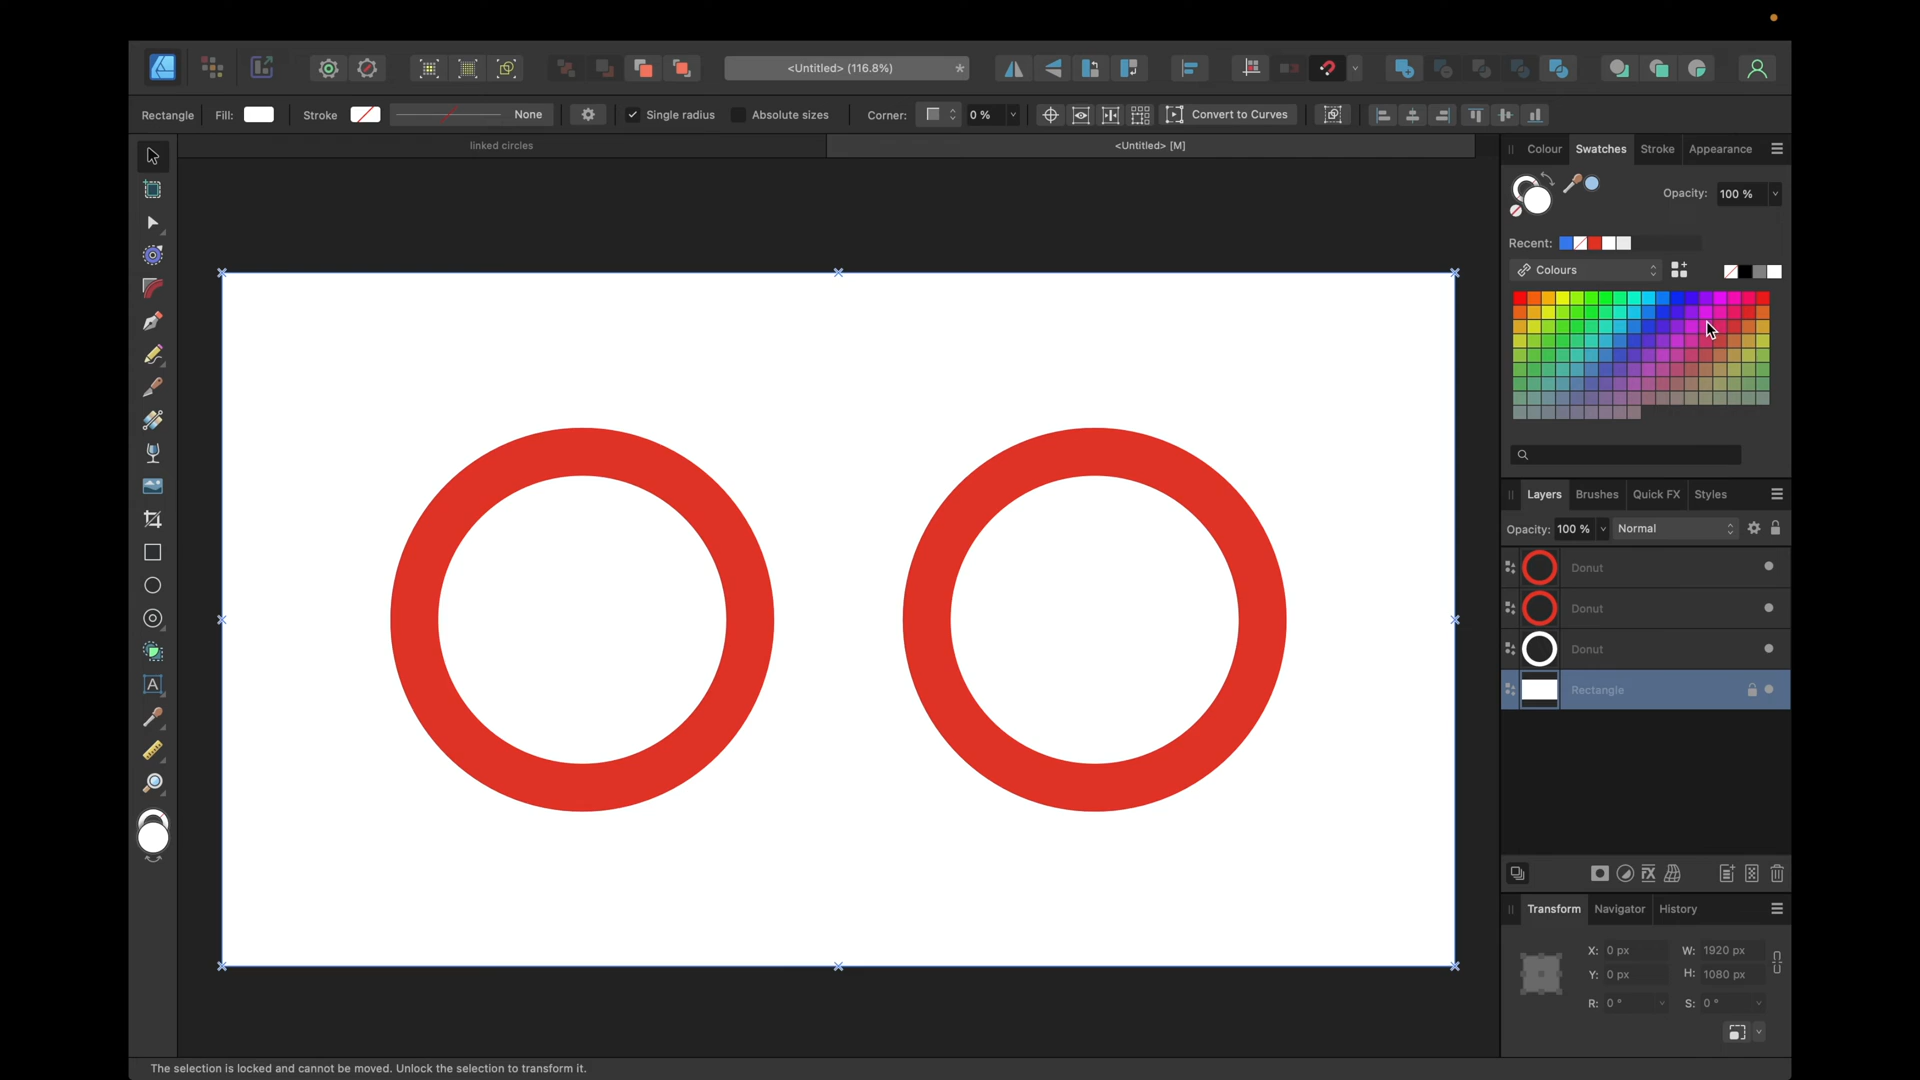 <Untitled> (116.8%)
*
Rectangle
Fill:
Stroke
None
Single radius
Absolute sizes
Corner:
0 %
Convert to Curves
linked circles
<Untitled> [M]
Colour
Swatches
Stroke
Appearance
Opacity:
100 %
Recent:
Colours
Layers
Brushes
Quick FX
Styles
Opacity:
100 %
Normal
Donut
Donut
Donut
Rectangle
Transform
Navigator
History
X:
0 px
W:
1920 px
Y:
0 px
H:
1080 px
R:
0 °
S:
0 °
The selection is locked and cannot be moved. Unlock the selection to transform it.